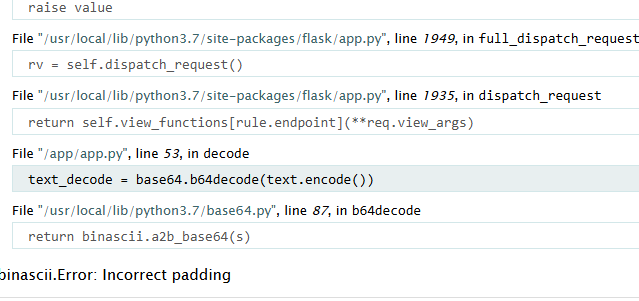 raise value
File "/usr/local/lib/python3.7/site-packages/flask/app.py", line 1949, in full_dispatch_request
rv = self.dispatch_request()
File "/usr/local/lib/python3.7/site-packages/flask/app.py", line 1935, in dispatch_request
return self.view_functions[rule.endpoint](**req.view_args)
File "/app/app.py", line 53, in decode
text_decode = base64.b64decode(text.encode())
File "/usr/local/lib/python3.7/base64.py", line 87, in b64decode
return binascii.a2b_base64(s)
binascii.Error: Incorrect padding